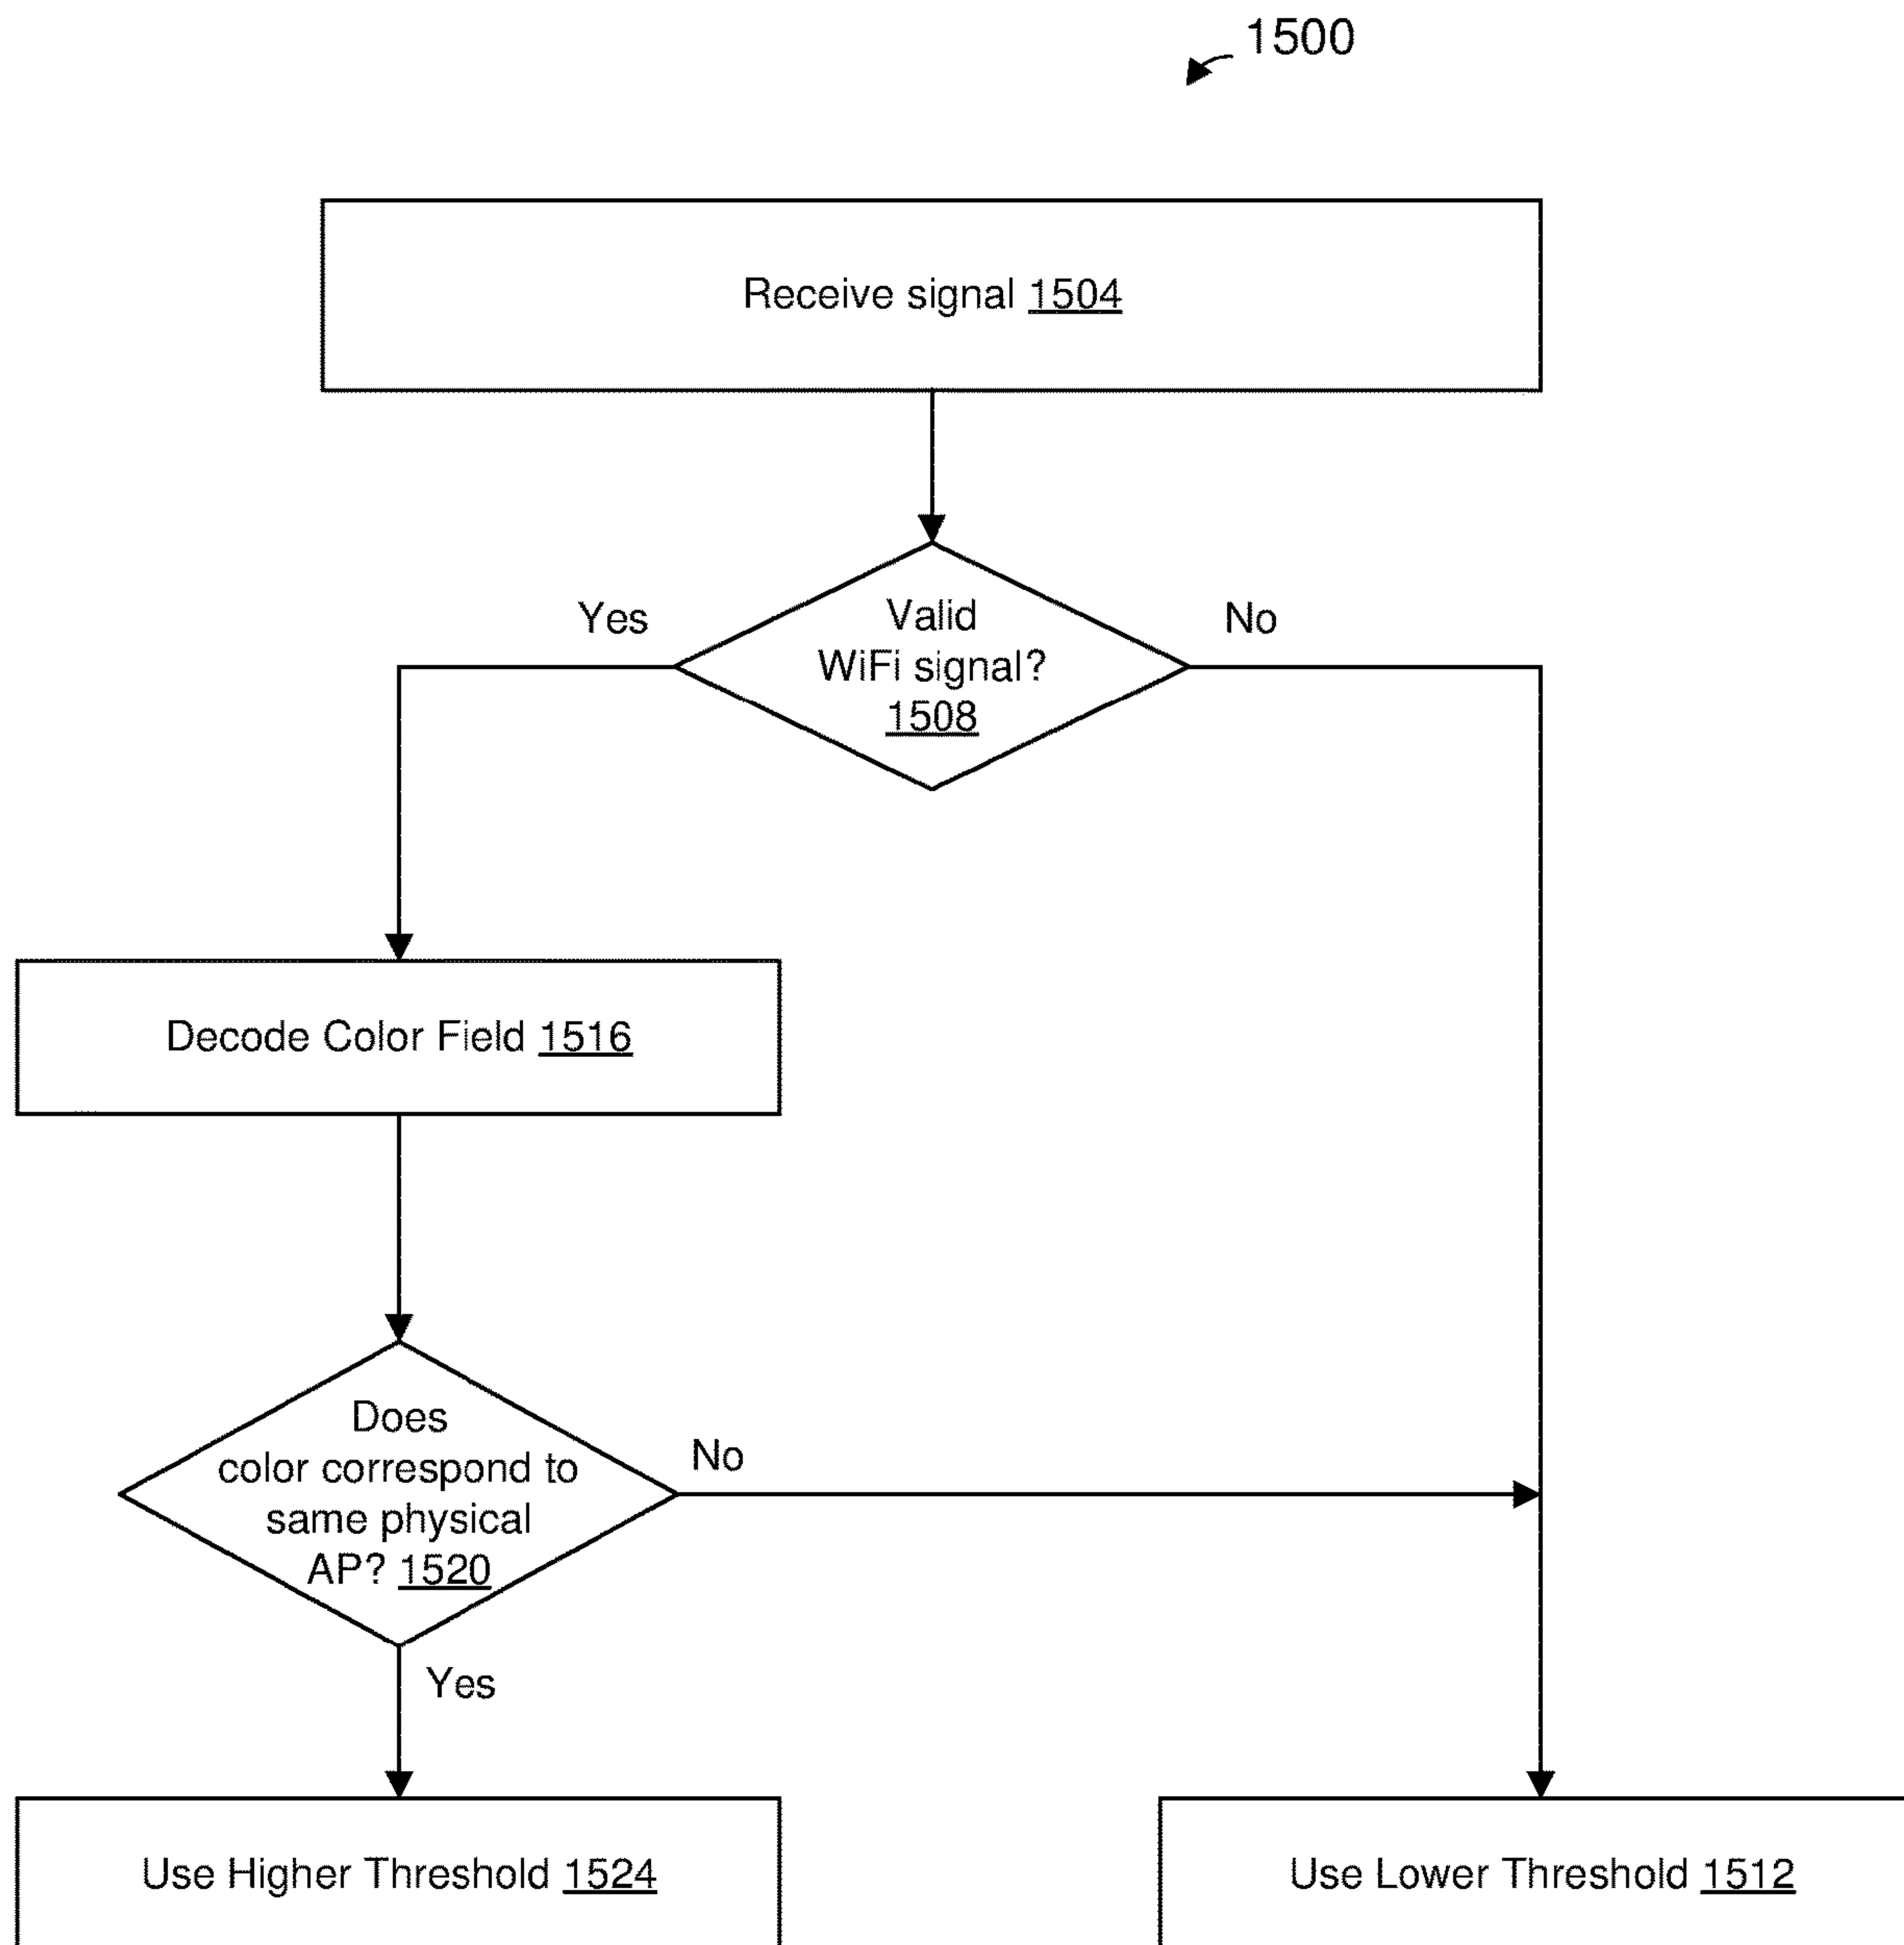 1500
Receive signal 1504
Yes
Valid
WiFi signal?
1508
No
Decode Color Field 1516
Does
color correspond to
same physical
AP? 1520
No
Yes
Use Higher Threshold 1524
Use Lower Threshold 1512